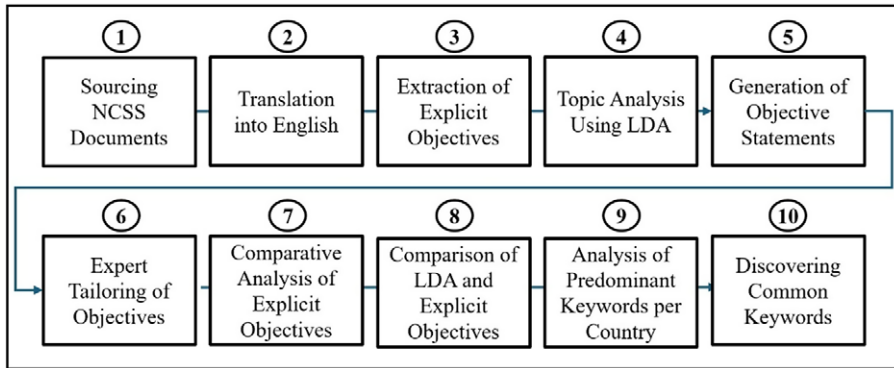 1
Sourcing
NCSS
Documents
2
Translation
into English
3
Extraction of
Explicit
Objectives
4
Topic Analysis
Using LDA
5
Generation of
Objective
Statements
6
Expert
Tailoring of
Objectives
7
Comparative
Analysis of
Explicit
Objectives
8
Comparison of
LDA and
Explicit
Objectives
9
Analysis of
Predominant
Keywords per
Country
10
Discovering
Common
Keywords